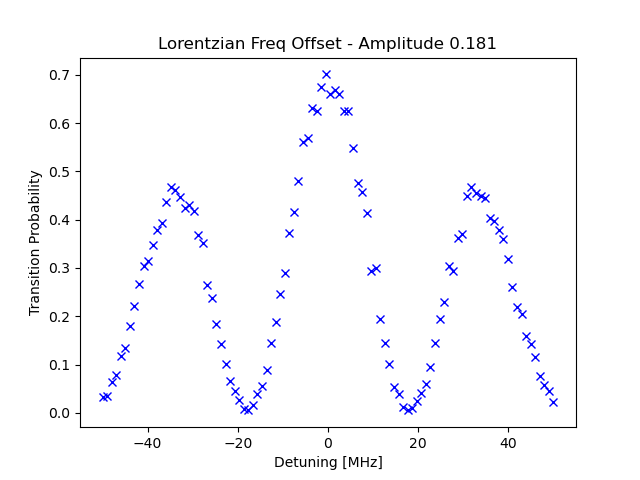 Lorentzian Freq Offset - Amplitude 0.181
0.7
0.6
0.5
0.4
0.3
0.2
0.1
0.0
Transition Probability
−40 −20 0 20 40
Detuning [MHz]